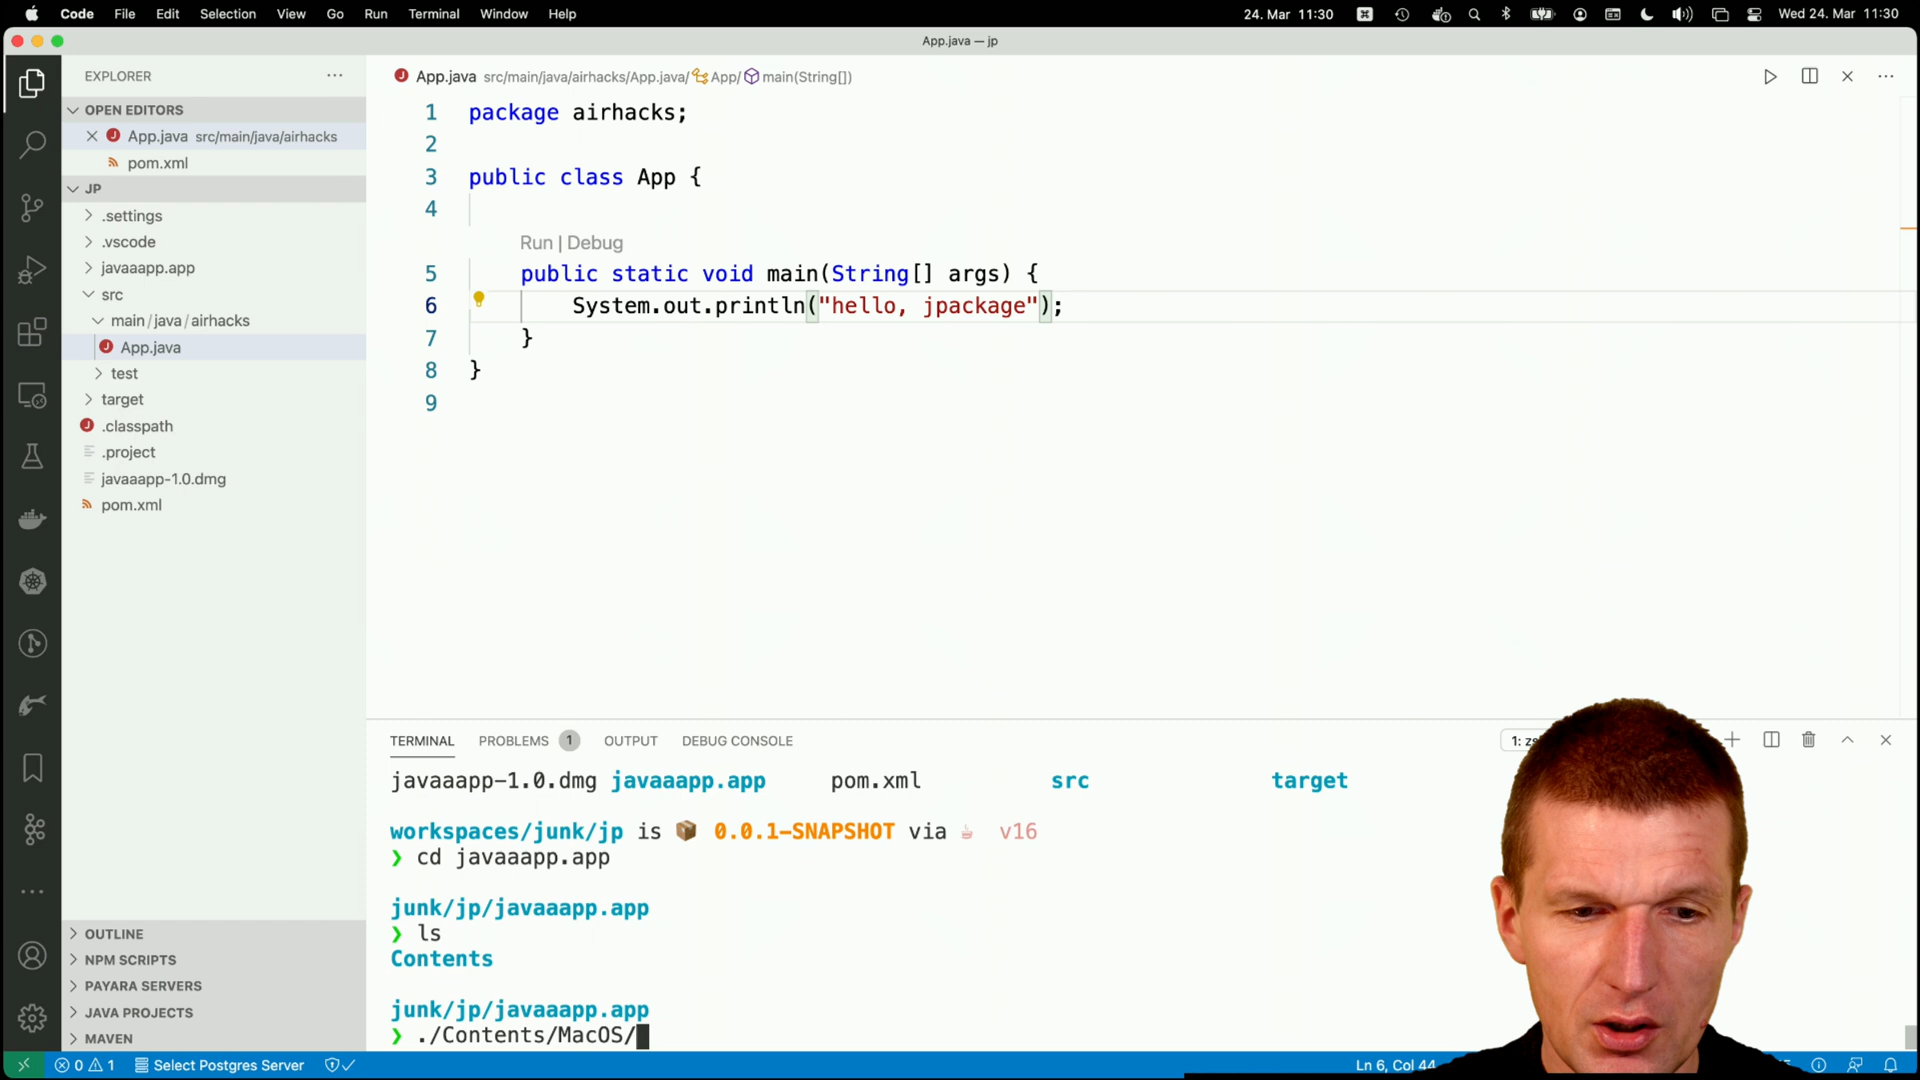 Code File Edit Selection View Go Run Terminal Window Help 24. Mar 11:30 Wed 24. Mar 11:30
App.java — jp
EXPLORER
OPEN EDITORS
App.java src/main/java/airhacks
pom.xml
JP
.settings
.vscode
javaaapp.app
src
main/java/airhacks
App.java
test
target
.classpath
.project
javaaapp-1.0.dmg
pom.xml
OUTLINE
NPM SCRIPTS
PAYARA SERVERS
JAVA PROJECTS
MAVEN
App.java src/main/java/airhacks/App.java/ App/ main(String[])
1 package airhacks;
2
3 public class App {
4
Run | Debug
5 public static void main(String[] args) {
6 System.out.println("hello, jpackage");
7 }
8 }
9
TERMINAL PROBLEMS 1 OUTPUT DEBUG CONSOLE 1:
javaaapp-1.0.dmg javaaapp.app pom.xml src target
workspaces/junk/jp is 0.0.1-SNAPSHOT via v16
❯ cd javaaapp.app
junk/jp/javaaapp.app
❯ ls
Contents
junk/jp/javaaapp.app
❯ ./Contents/MacOS/
0 1 Select Postgres Server Ln 6, Col 44